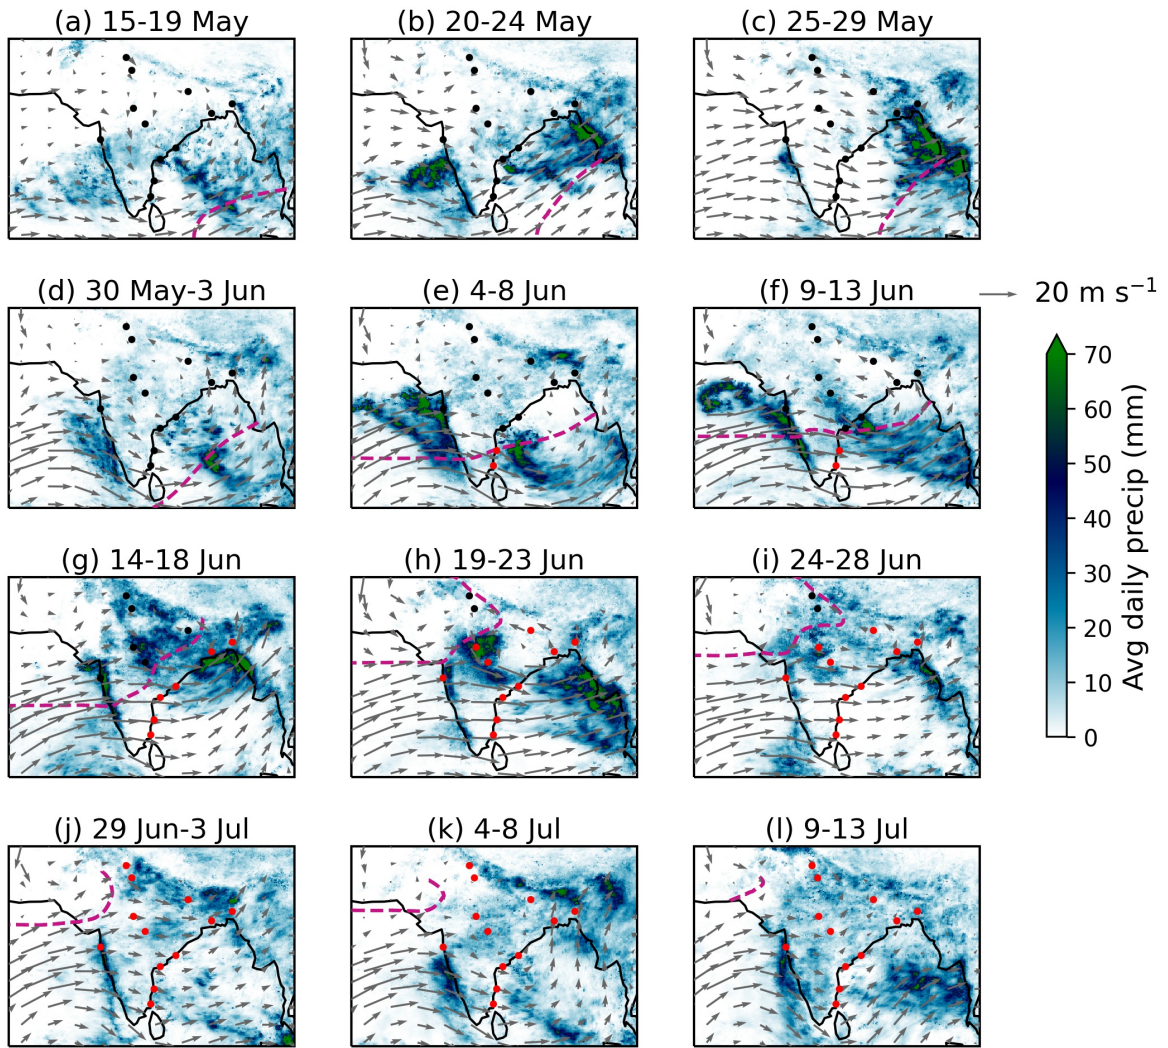 (a) 15-19 May
(b) 20-24 May
(c) 25-29 May
(d) 30 May-3 Jun
(e) 4-8 Jun
(f) 9-13 Jun
20 m s⁻¹
(g) 14-18 Jun
(h) 19-23 Jun
(i) 24-28 Jun
70
60
50
40
30
20
10
0
Avg daily precip (mm)
(j) 29 Jun-3 Jul
(k) 4-8 Jul
(l) 9-13 Jul